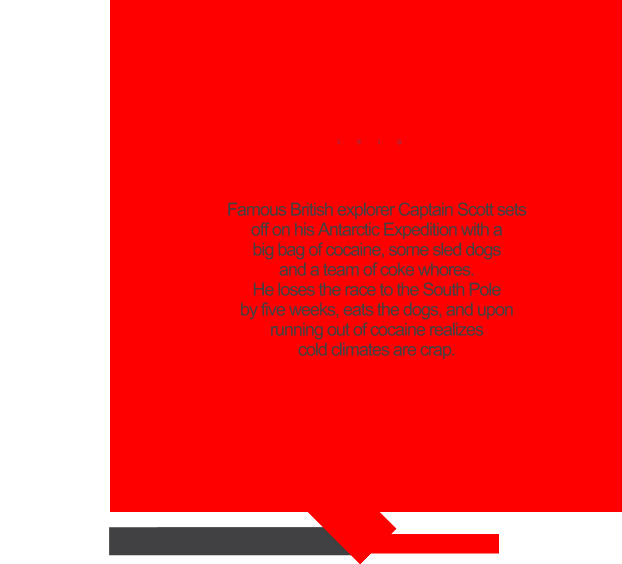 Famous British explorer Captain Scott sets
off on his Antarctic Expedition with a
big bag of cocaine, some sled dogs
and a team of coke whores.
He loses the race to the South Pole
by five weeks, eats the dogs, and upon
running out of cocaine realizes
cold climates are crap.